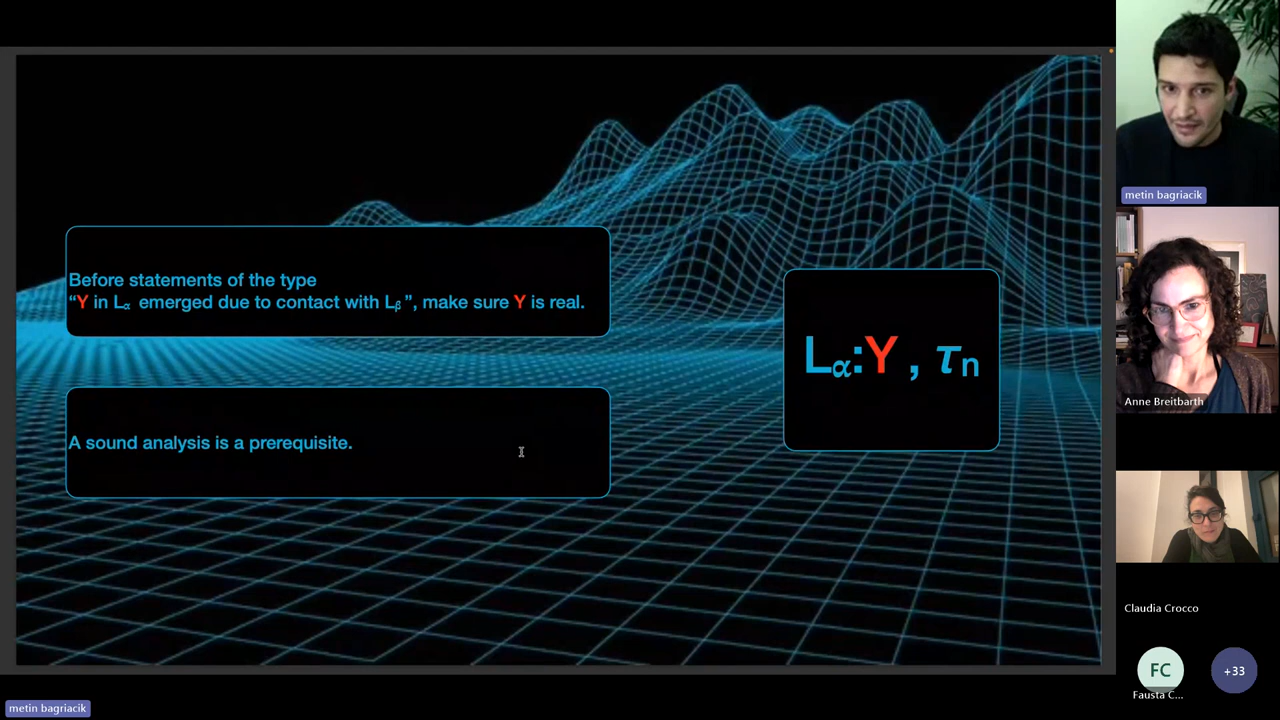 Before statements of the type
“Y in Lα emerged due to contact with Lβ”, make sure Y is real.
A sound analysis is a prerequisite.
Lα:Y , τn
metin bagriacik
Anne Breitbarth
Claudia Crocco
FC
Fausta C...
+33
metin bagriacik